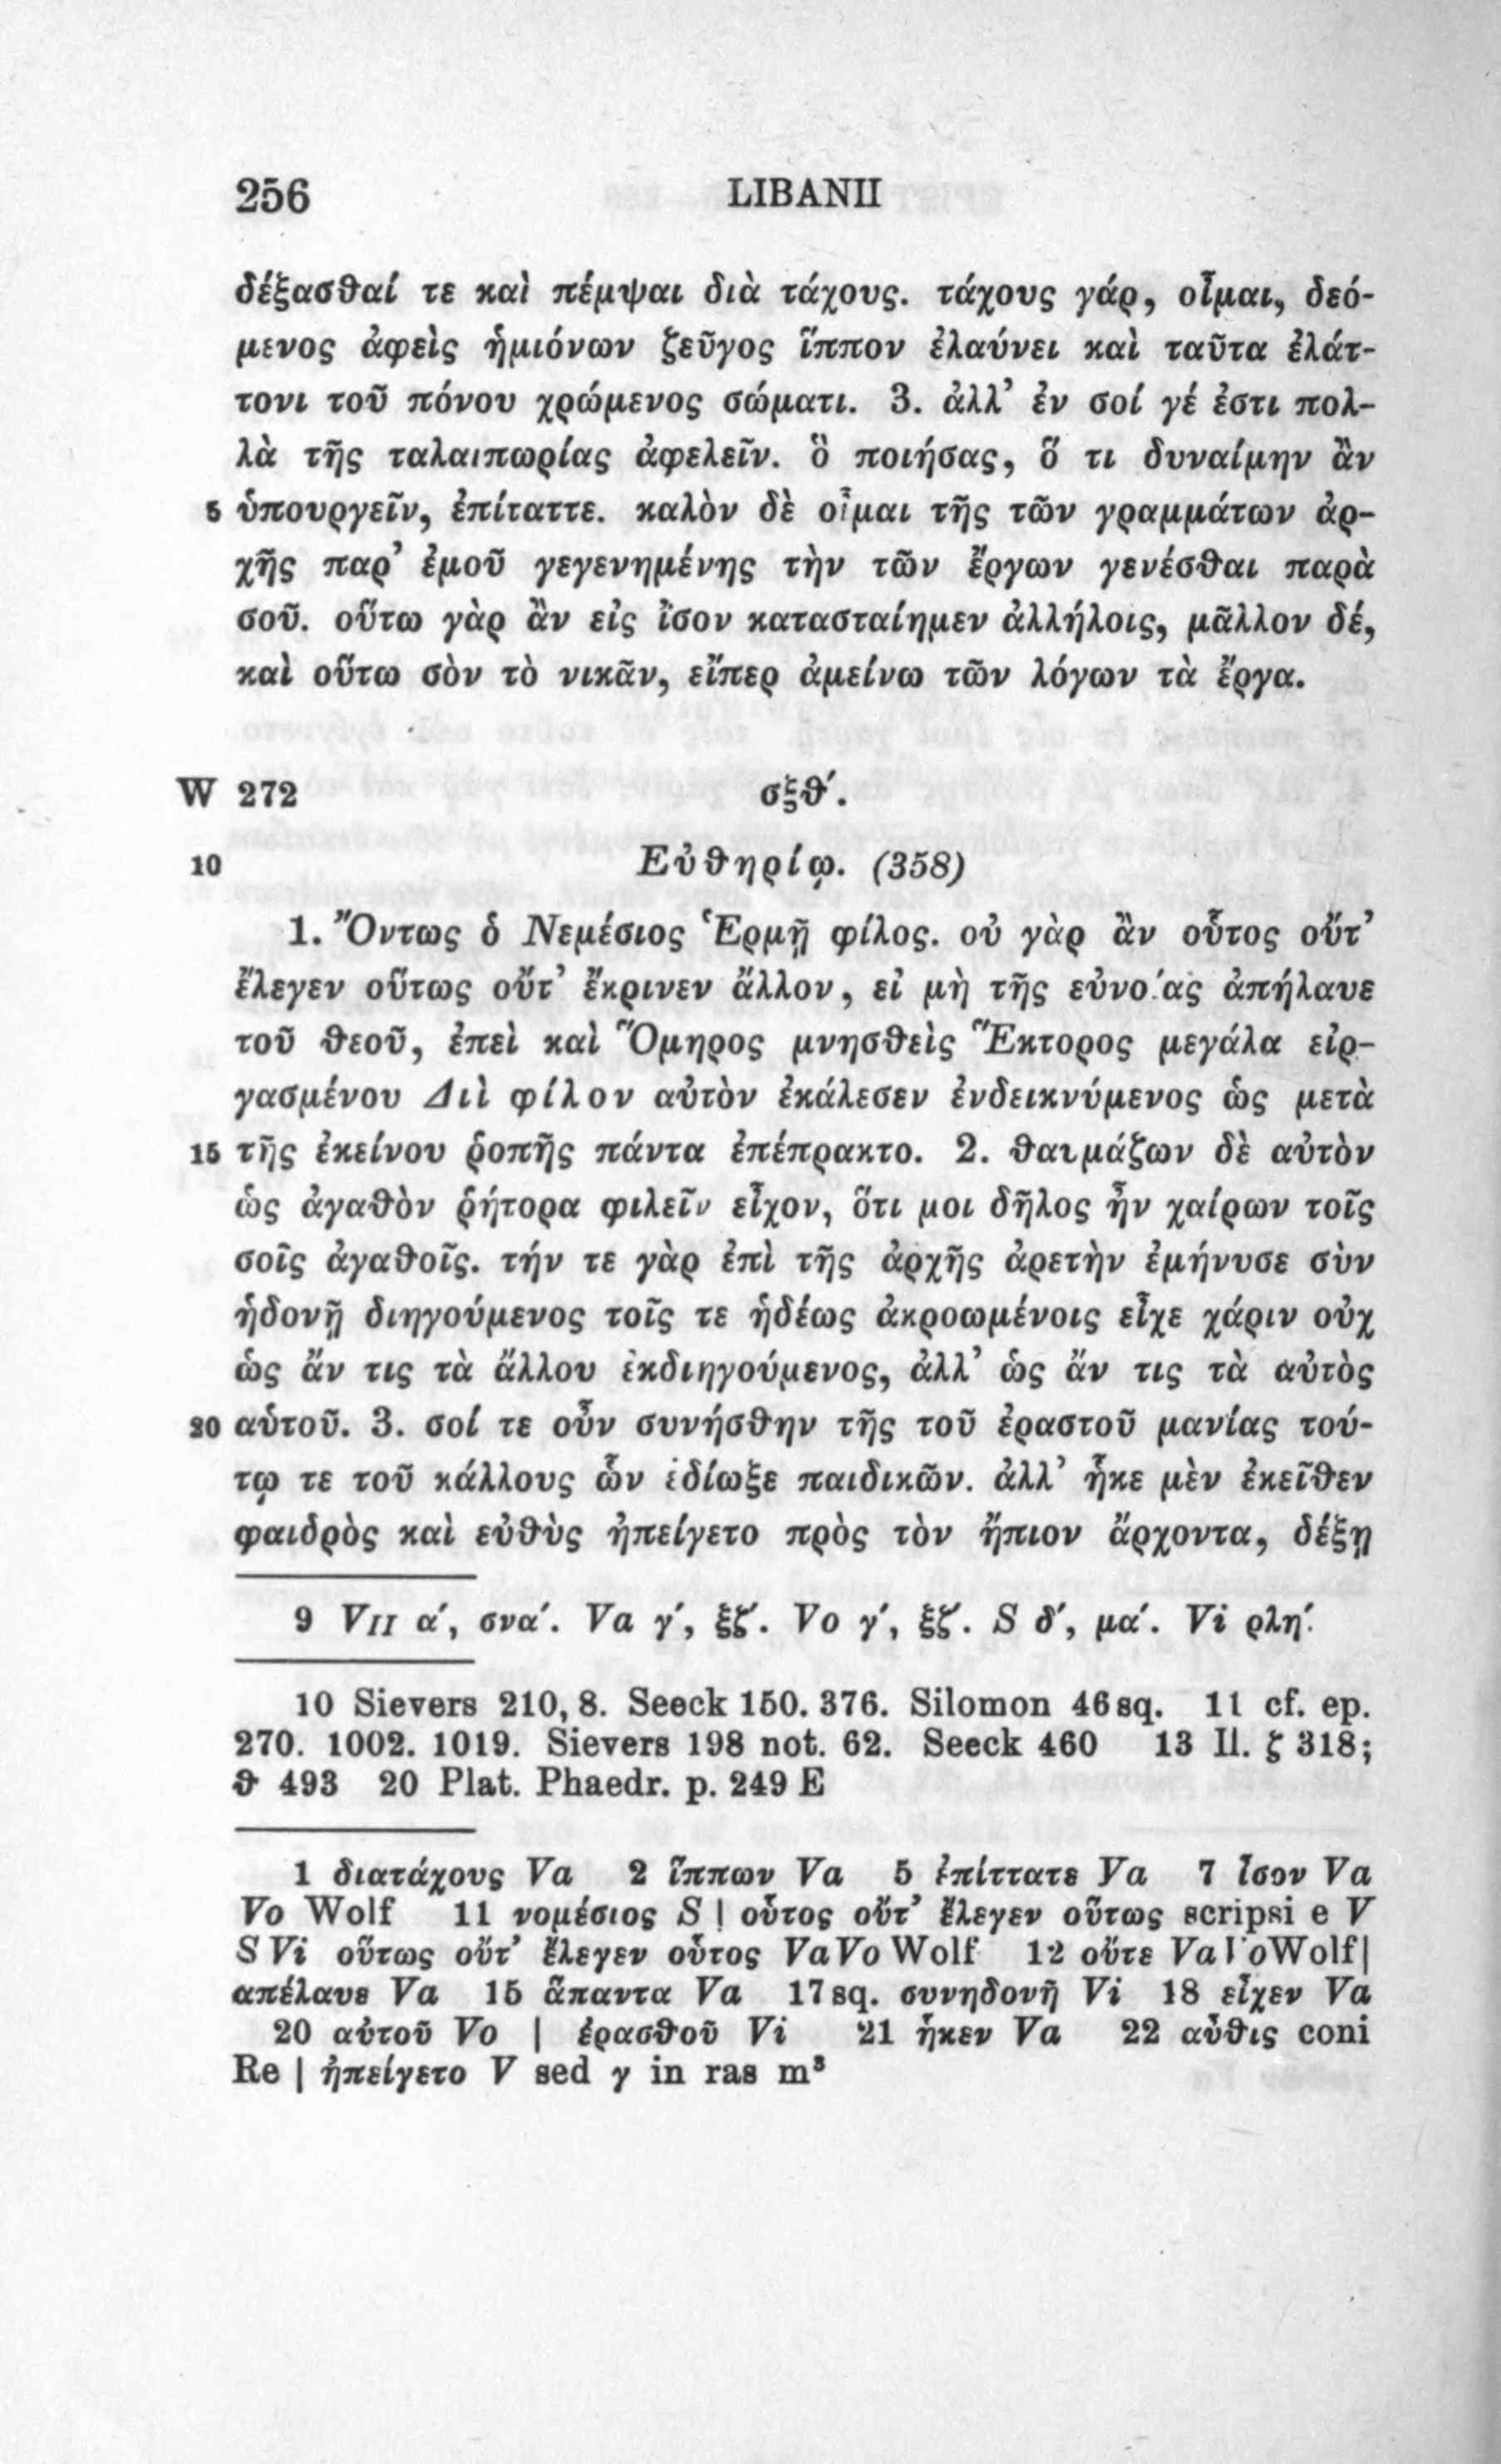 256 LIBANII
δέξασθαί τε καὶ πέμψαι διὰ τάχους. τάχους γάρ, οἶμαι, δεό-
μενος ἀφεὶς ἡμιόνων ζεῦγος ἵππον ἐλαύνει καὶ ταῦτα ἐλάτ-
τονι τοῦ πόνου χρώμενος σώματι. 3. ἀλλ’ ἐν σοί γέ ἐστι πολ-
λὰ τῆς ταλαιπωρίας ἀφελεῖν. ὃ ποιήσας, ὅ τι δυναίμην ἂν
5 ὑπουργεῖν, ἐπίταττε. καλὸν δὲ οἶμαι τῆς τῶν γραμμάτων ἀρ-
χῆς παρ’ ἐμοῦ γεγενημένης τὴν τῶν ἔργων γενέσθαι παρὰ
σοῦ. οὕτω γὰρ ἂν εἰς ἴσον κατασταίημεν ἀλλήλοις, μᾶλλον δέ,
καὶ οὕτω σὸν τὸ νικᾶν, εἴπερ ἀμείνω τῶν λόγων τὰ ἔργα.
W 272 σξθ′.
10 Εὐθηρίῳ. (358)
1. Ὄντως ὁ Νεμέσιος Ἑρμῇ φίλος. οὐ γὰρ ἂν οὗτος οὔτ’
ἔλεγεν οὕτως οὔτ’ ἔκρινεν ἄλλον, εἰ μὴ τῆς εὐνοίας ἀπήλαυε
τοῦ θεοῦ, ἐπεὶ καὶ Ὅμηρος μνησθεὶς Ἕκτορος μεγάλα εἰρ-
γασμένου Διὶ φίλον αὐτὸν ἐκάλεσεν ἐνδεικνύμενος ὡς μετὰ
15 τῆς ἐκείνου ῥοπῆς πάντα ἐπέπρακτο. 2. θαυμάζων δὲ αὐτὸν
ὡς ἀγαθὸν ῥήτορα φιλεῖν εἶχον, ὅτι μοι δῆλος ἦν χαίρων τοῖς
σοῖς ἀγαθοῖς. τήν τε γὰρ ἐπὶ τῆς ἀρχῆς ἀρετὴν ἐμήνυσε σὺν
ἡδονῇ διηγούμενος τοῖς τε ἡδέως ἀκροωμένοις εἶχε χάριν οὐχ
ὡς ἄν τις τὰ ἄλλου ἐκδιηγούμενος, ἀλλ’ ὡς ἄν τις τὰ αὐτὸς
20 αὑτοῦ. 3. σοί τε οὖν συνήσθην τῆς τοῦ ἐραστοῦ μανίας τού-
τῳ τε τοῦ κάλλους ὧν ἐδίωξε παιδικῶν. ἀλλ’ ἧκε μὲν ἐκεῖθεν
φαιδρὸς καὶ εὐθὺς ἠπείγετο πρὸς τὸν ἤπιον ἄρχοντα, δέξῃ
9 VII α′, σνα′. Va γ′, ξζ′. Vo γ′, ξζ′. S δ′, μα′. Vi ρλη′.
10 Sievers 210, 8. Seeck 150. 376. Silomon 46 sq. 11 cf. ep.
270. 1002. 1019. Sievers 198 not. 62. Seeck 460 13 Il. ζ 318;
θ 493 20 Plat. Phaedr. p. 249 E
1 διατάχους Va 2 ἵππων Va 5 ἐπίττατε Va 7 ἶσον Va
Vo Wolf 11 νομέσιος S | οὗτος οὔτ’ ἔλεγεν οὕτως scripsi e V
S Vi οὕτως οὔτ’ ἔλεγεν οὗτος Va Vo Wolf 12 οὔτε Va Vo Wolf |
ἀπέλαυε Va 15 ἅπαντα Va 17 sq. συνηδονῇ Vi 18 εἶχεν Va
20 αὐτοῦ Vo | ἐρασθοῦ Vi 21 ἧκεν Va 22 αὖθις coni
Re | ἠπείγετο V sed γ in ras m³